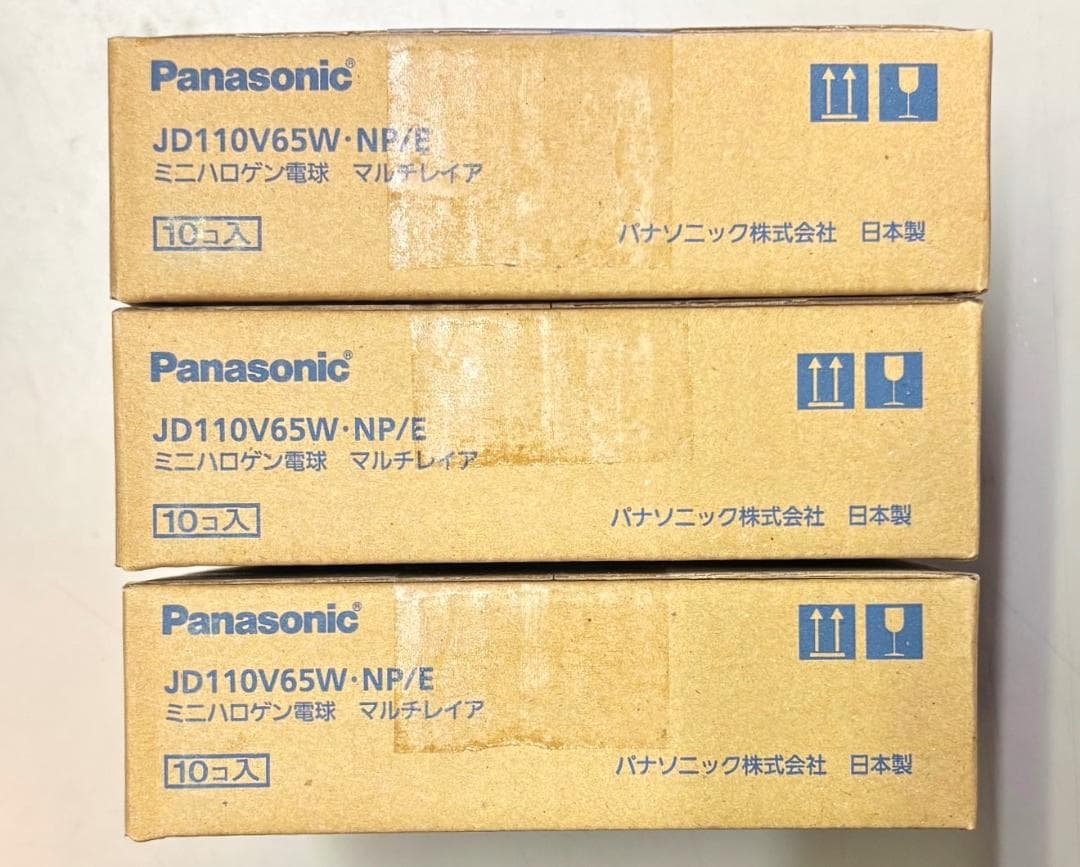 Panasonic®
JD110V65W・NP/E
ミニハロゲン電球　マルチレイア
10コ入
パナソニック株式会社　日本製
Panasonic®
JD110V65W・NP/E
ミニハロゲン電球　マルチレイア
10コ入
パナソニック株式会社　日本製
Panasonic®
JD110V65W・NP/E
ミニハロゲン電球　マルチレイア
10コ入
パナソニック株式会社　日本製